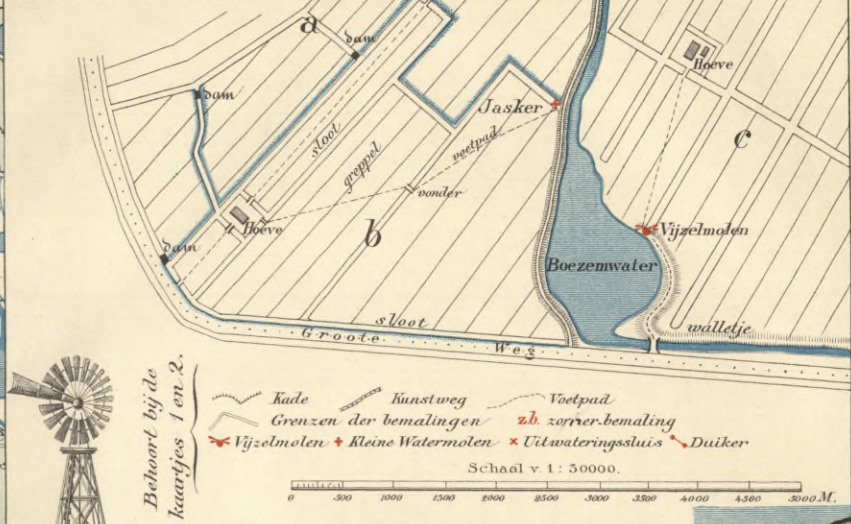 a
dam
dam
Hoeve
Jasker
c
sloot
voetpad
greppel
vonder
Hoeve
b
Vijzelmolen
dam
Boezemwater
sloot
walletje
Groote Weg
Behoort bij de
kaartjes 1 en 2.
Kade Kunstweg Voetpad
Grenzen der bemalingen z.b. zomer-bemaling
Vijzelmolen Kleine Watermolen Uitwateringssluis Duiker
Schaal v. 1: 50000.
0 500 1000 1500 2000 2500 3000 3500 4000 4500 5000 M.